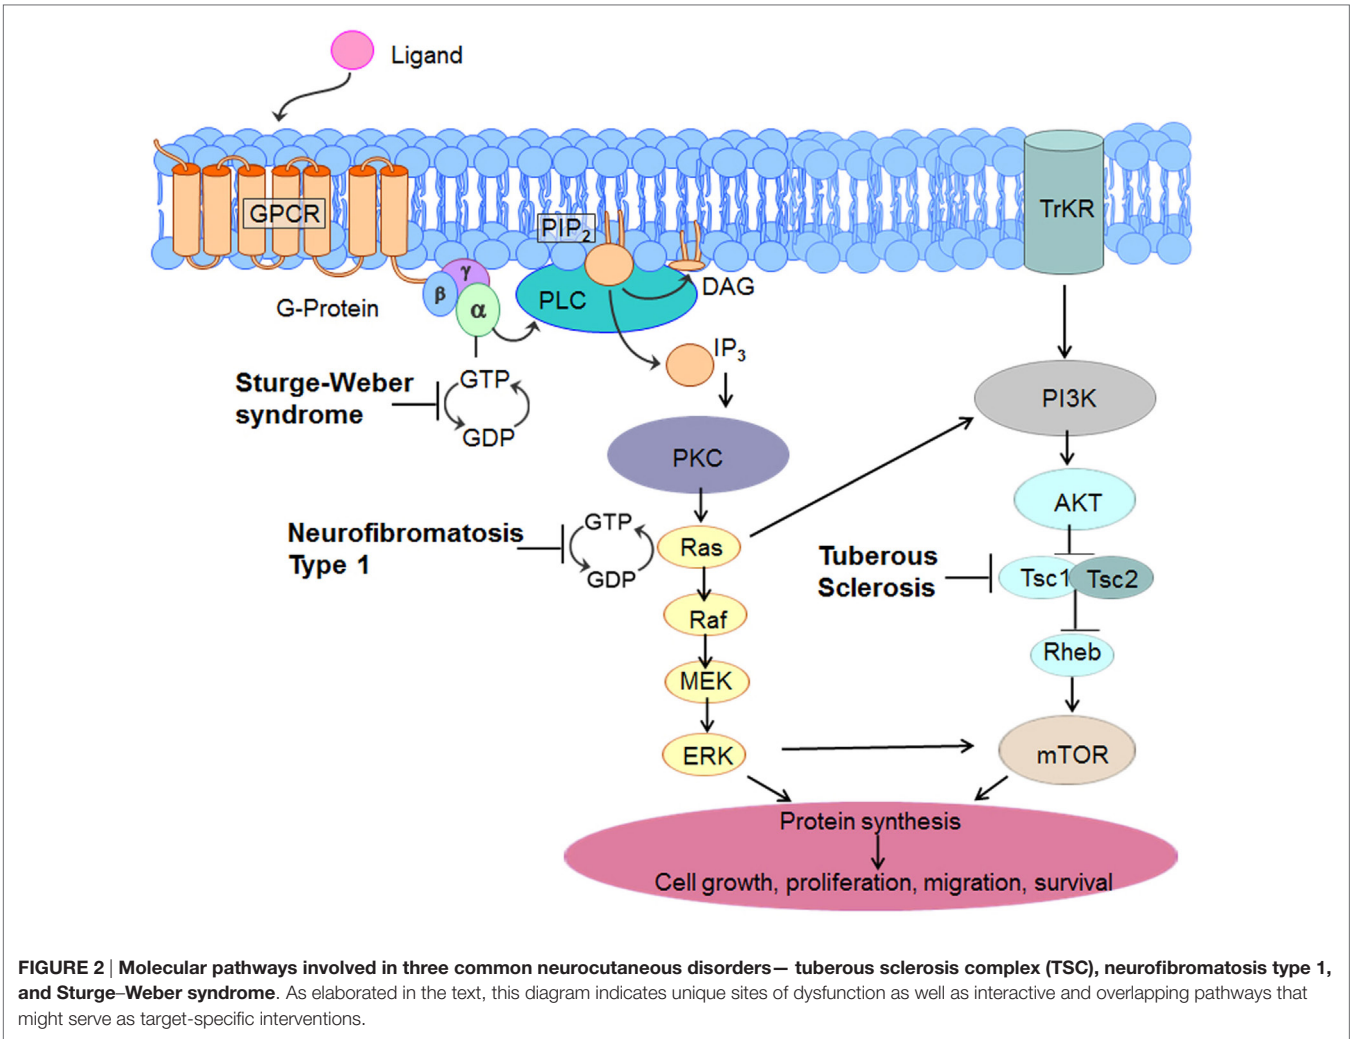 Ligand
GPCR
TrKR
PIP2
γ
β
α
G-Protein
PLC
DAG
IP3
Sturge-Weber
syndrome
GTP
GDP
PI3K
PKC
AKT
Neurofibromatosis
Type 1
GTP
GDP
Ras
Tuberous
Sclerosis
Tsc1
Tsc2
Raf
Rheb
MEK
ERK
mTOR
Protein synthesis
Cell growth, proliferation, migration, survival
FIGURE 2 | Molecular pathways involved in three common neurocutaneous disorders— tuberous sclerosis complex (TSC), neurofibromatosis type 1,
and Sturge–Weber syndrome. As elaborated in the text, this diagram indicates unique sites of dysfunction as well as interactive and overlapping pathways that
might serve as target-specific interventions.